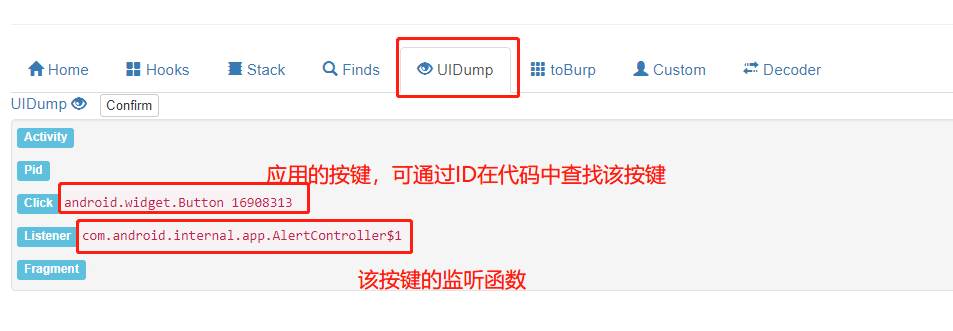 Home Hooks Stack Finds UIDump toBurp Custom Decoder
UIDump Confirm
Activity
Pid
应用的按键，可通过ID在代码中查找该按键
Click android.widget.Button 16908313
Listener com.android.internal.app.AlertController$1
Fragment
该按键的监听函数